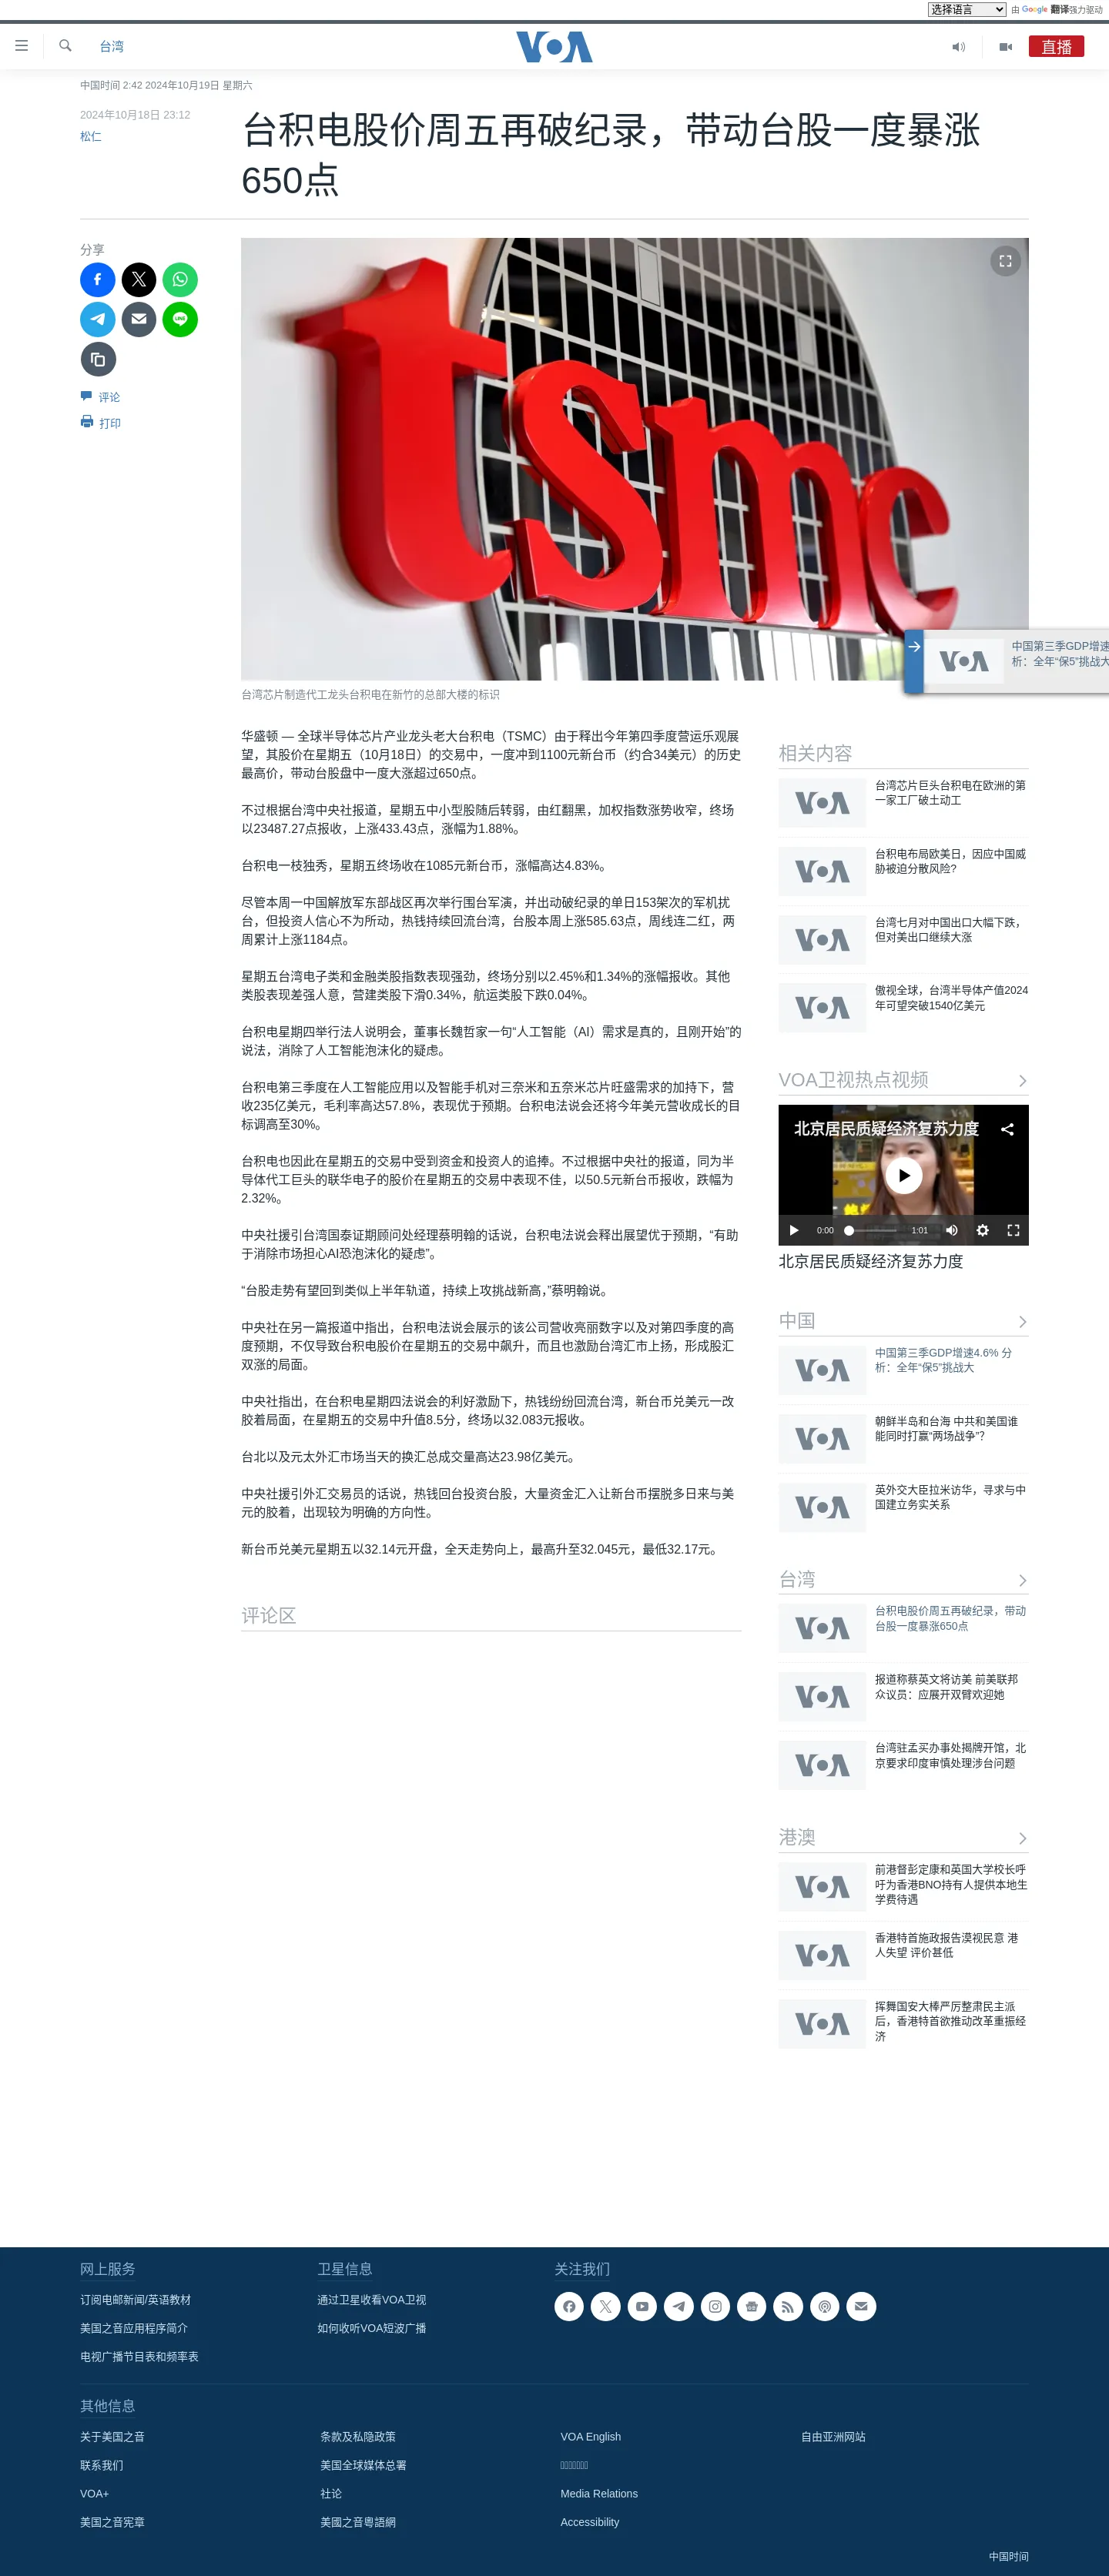 选择语言
由 Google 翻译强力驱动
台湾
VOA
直播
中国时间 2:42 2024年10月19日 星期六
2024年10月18日 23:12
松仁
台积电股价周五再破纪录，带动台股一度暴涨
650点
分享
评论
打印
tsmc
中国第三季GDP增速
析：全年“保5”挑战大
台湾芯片制造代工龙头台积电在新竹的总部大楼的标识
华盛顿 — 全球半导体芯片产业龙头老大台积电（TSMC）由于释出今年第四季度营运乐观展
望，其股价在星期五（10月18日）的交易中，一度冲到1100元新台币（约合34美元）的历史
最高价，带动台股盘中一度大涨超过650点。
不过根据台湾中央社报道，星期五中小型股随后转弱，由红翻黑，加权指数涨势收窄，终场
以23487.27点报收，上涨433.43点，涨幅为1.88%。
台积电一枝独秀，星期五终场收在1085元新台币，涨幅高达4.83%。
尽管本周一中国解放军东部战区再次举行围台军演，并出动破纪录的单日153架次的军机扰
台，但投资人信心不为所动，热钱持续回流台湾，台股本周上涨585.63点，周线连二红，两
周累计上涨1184点。
星期五台湾电子类和金融类股指数表现强劲，终场分别以2.45%和1.34%的涨幅报收。其他
类股表现差强人意，营建类股下滑0.34%，航运类股下跌0.04%。
台积电星期四举行法人说明会，董事长魏哲家一句“人工智能（AI）需求是真的，且刚开始”的
说法，消除了人工智能泡沫化的疑虑。
台积电第三季度在人工智能应用以及智能手机对三奈米和五奈米芯片旺盛需求的加持下，营
收235亿美元，毛利率高达57.8%，表现优于预期。台积电法说会还将今年美元营收成长的目
标调高至30%。
台积电也因此在星期五的交易中受到资金和投资人的追捧。不过根据中央社的报道，同为半
导体代工巨头的联华电子的股价在星期五的交易中表现不佳，以50.5元新台币报收，跌幅为
2.32%。
中央社援引台湾国泰证期顾问处经理蔡明翰的话说，台积电法说会释出展望优于预期，“有助
于消除市场担心AI恐泡沫化的疑虑”。
“台股走势有望回到类似上半年轨道，持续上攻挑战新高，”蔡明翰说。
中央社在另一篇报道中指出，台积电法说会展示的该公司营收亮丽数字以及对第四季度的高
度预期，不仅导致台积电股价在星期五的交易中飙升，而且也激励台湾汇市上扬，形成股汇
双涨的局面。
中央社指出，在台积电星期四法说会的利好激励下，热钱纷纷回流台湾，新台币兑美元一改
胶着局面，在星期五的交易中升值8.5分，终场以32.083元报收。
台北以及元太外汇市场当天的换汇总成交量高达23.98亿美元。
中央社援引外汇交易员的话说，热钱回台投资台股，大量资金汇入让新台币摆脱多日来与美
元的胶着，出现较为明确的方向性。
新台币兑美元星期五以32.14元开盘，全天走势向上，最高升至32.045元，最低32.17元。
评论区
相关内容
台湾芯片巨头台积电在欧洲的第
一家工厂破土动工
台积电布局欧美日，因应中国威
胁被迫分散风险?
台湾七月对中国出口大幅下跌，
但对美出口继续大涨
傲视全球，台湾半导体产值2024
年可望突破1540亿美元
VOA卫视热点视频
北京居民质疑经济复苏力度
0:00
1:01
北京居民质疑经济复苏力度
中国
中国第三季GDP增速4.6% 分
析：全年“保5”挑战大
朝鲜半岛和台海 中共和美国谁
能同时打赢“两场战争”?
英外交大臣拉米访华，寻求与中
国建立务实关系
台湾
台积电股价周五再破纪录，带动
台股一度暴涨650点
报道称蔡英文将访美 前美联邦
众议员：应展开双臂欢迎她
台湾驻孟买办事处揭牌开馆，北
京要求印度审慎处理涉台问题
港澳
前港督彭定康和英国大学校长呼
吁为香港BNO持有人提供本地生
学费待遇
香港特首施政报告漠视民意 港
人失望 评价甚低
挥舞国安大棒严厉整肃民主派
后，香港特首欲推动改革重振经
济
网上服务
订阅电邮新闻/英语教材
美国之音应用程序简介
电视广播节目表和频率表
卫星信息
通过卫星收看VOA卫视
如何收听VOA短波广播
关注我们
其他信息
关于美国之音
联系我们
VOA+
美国之音宪章
条款及私隐政策
美国全球媒体总署
社论
美國之音粵語網
VOA English
Media Relations
Accessibility
自由亚洲网站
中国时间